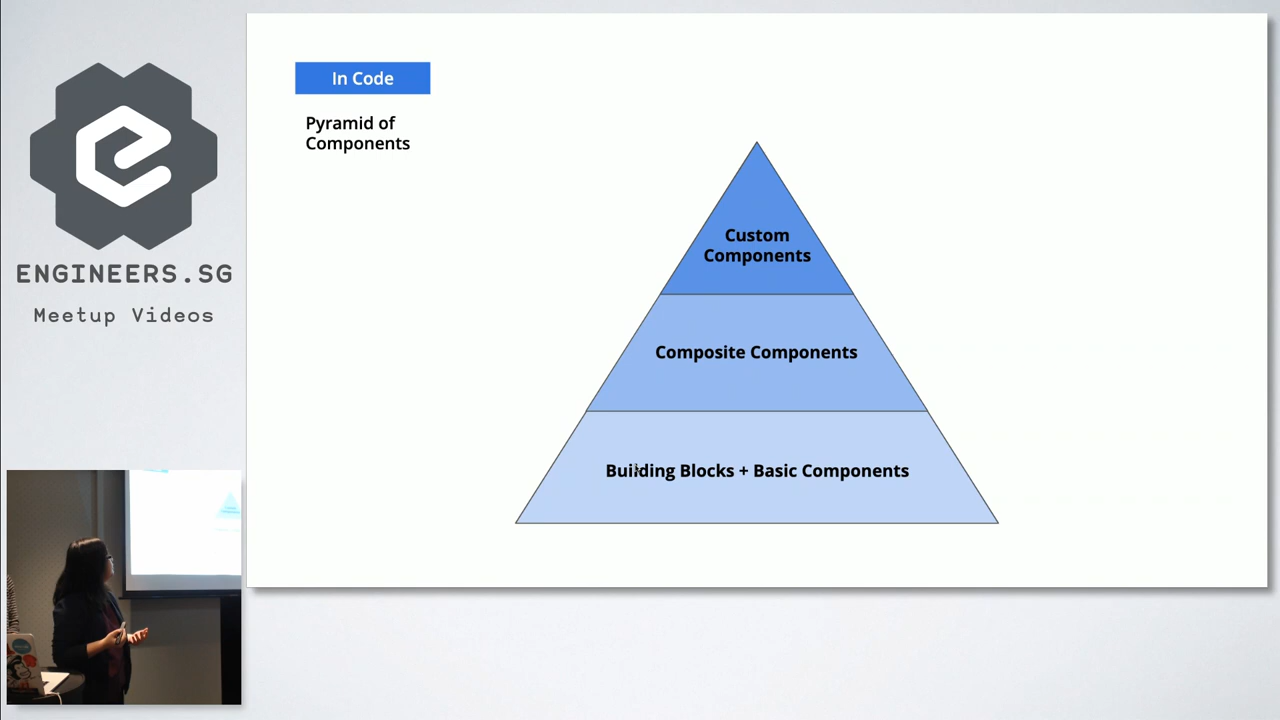 ENGINEERS.SG
Meetup Videos
In Code
Pyramid of
Components
Custom
Components
Composite Components
Building Blocks + Basic Components